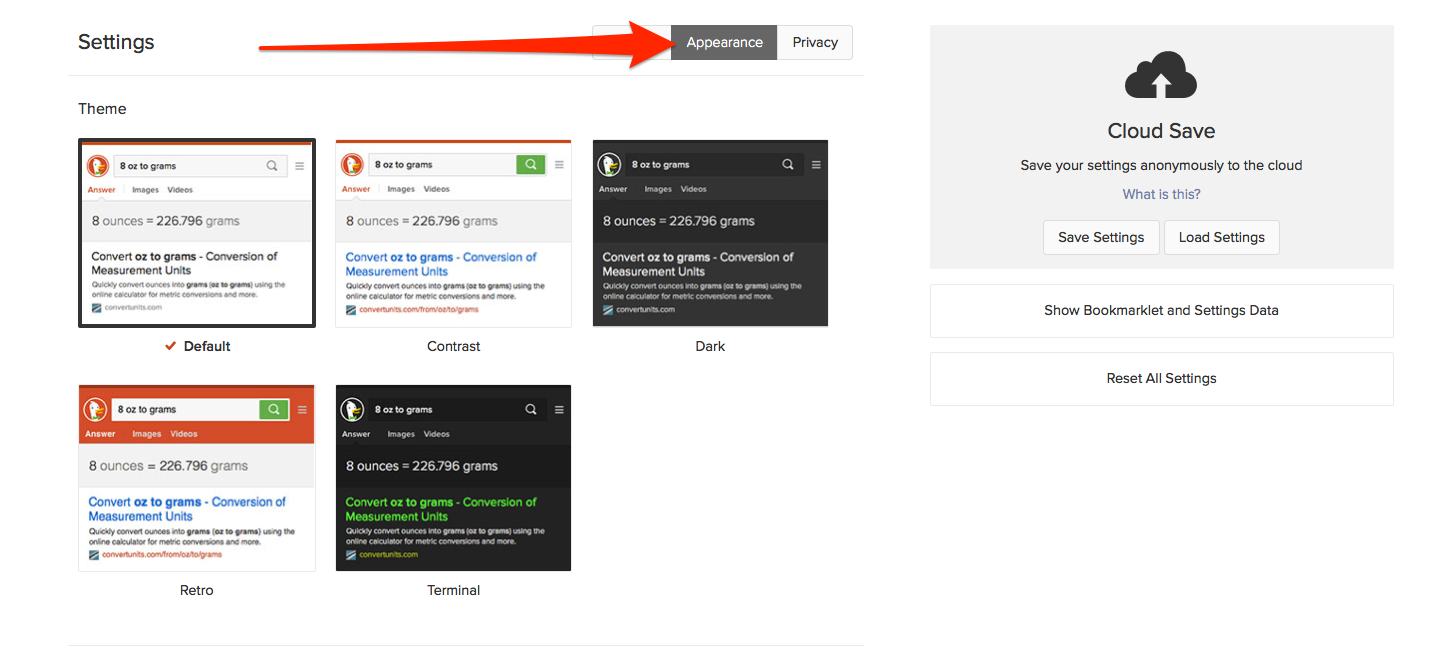 Settings
Appearance
Privacy
Theme
8 oz to grams
Answer
Images
Videos
8 ounces = 226.796 grams
Convert oz to grams - Conversion of
Measurement Units
Quickly convert ounces into grams (oz to grams) using the
online calculator for metric conversions and more.
convertunits.com
Default
8 oz to grams
Answer
Images
Videos
8 ounces = 226.796 grams
Convert oz to grams - Conversion of
Measurement Units
Quickly convert ounces into grams (oz to grams) using the
online calculator for metric conversions and more.
convertunits.com/from/oz/to/grams
Contrast
8 oz to grams
Answer
Images
Videos
8 ounces = 226.796 grams
Convert oz to grams - Conversion of
Measurement Units
Quickly convert ounces into grams (oz to grams) using the
online calculator for metric conversions and more.
convertunits.com
Dark
8 oz to grams
Answer
Images
Videos
8 ounces = 226.796 grams
Convert oz to grams - Conversion of
Measurement Units
Quickly convert ounces into grams (oz to grams) using the
online calculator for metric conversions and more.
convertunits.com/from/oz/to/grams
Retro
8 oz to grams
Answer
Images
Videos
8 ounces = 226.796 grams
Convert oz to grams - Conversion of
Measurement Units
Quickly convert ounces into grams (oz to grams) using the
online calculator for metric conversions and more.
convertunits.com
Terminal
Cloud Save
Save your settings anonymously to the cloud
What is this?
Save Settings
Load Settings
Show Bookmarklet and Settings Data
Reset All Settings